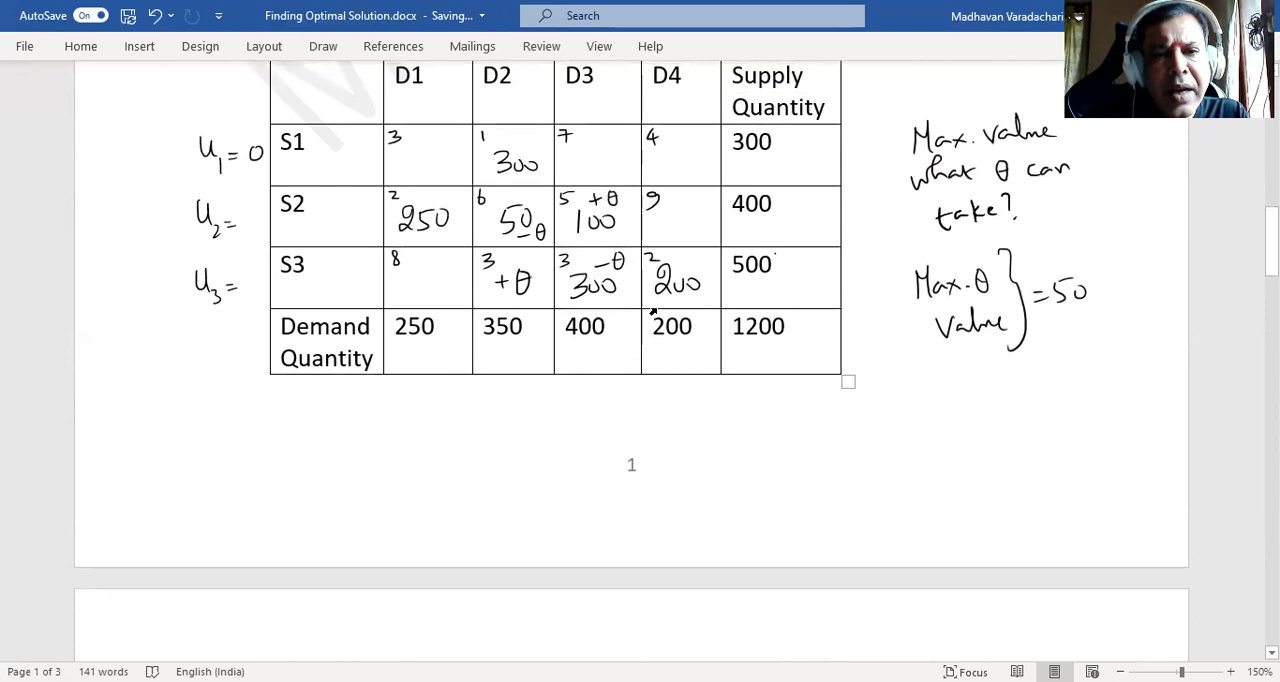 AutoSave On Finding Optimal Solution.docx - Saving... Search Madhavan Varadachari
File Home Insert Design Layout Draw References Mailings Review View Help
D1 D2 D3 D4 Supply Quantity
U1 = 0 S1 3 1 300 7 4 300
U2 = S2 2 250 6 50 -θ 5 +θ 100 9 400
U3 = S3 8 3 +θ 3 -θ 300 2 200 500
Demand Quantity 250 350 400 200 1200
Max. value
what θ can
take?
Max. θ
Value } = 50
1
Page 1 of 3 141 words English (India) Focus 150%